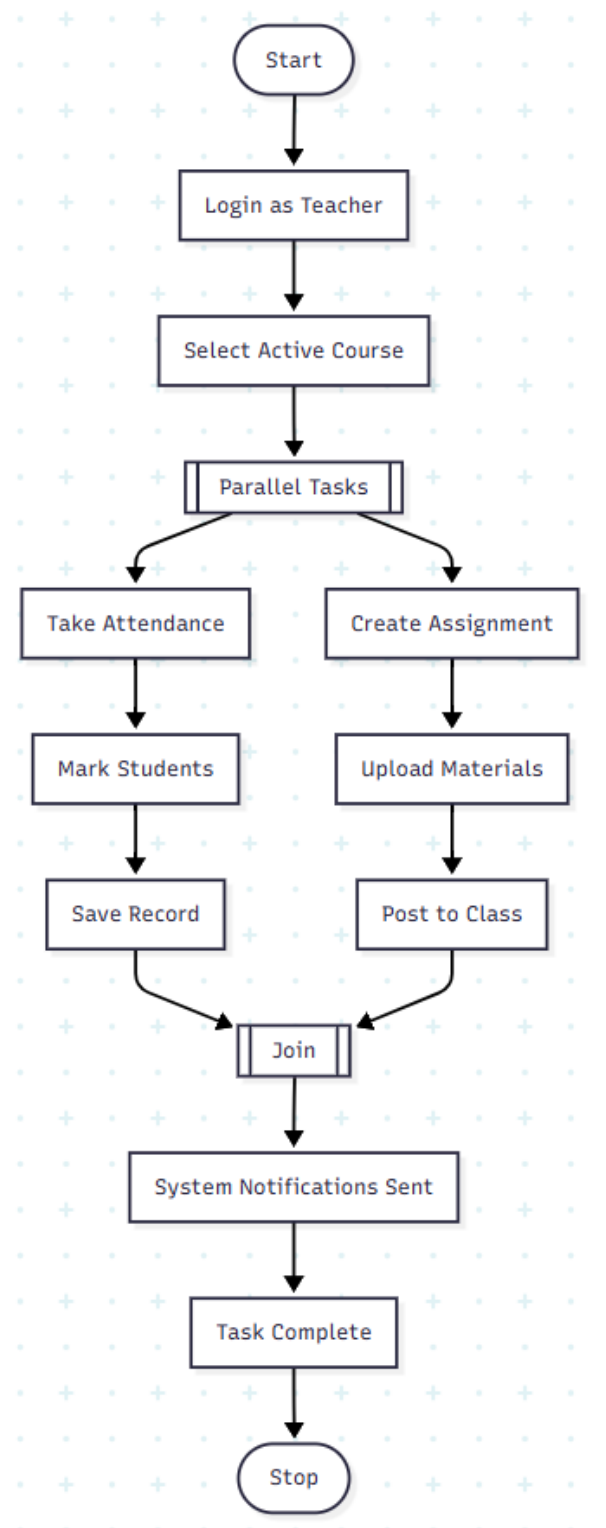 Start
Login as Teacher
Select Active Course
Parallel Tasks
Take Attendance
Create Assignment
Mark Students
Upload Materials
Save Record
Post to Class
Join
System Notifications Sent
Task Complete
Stop